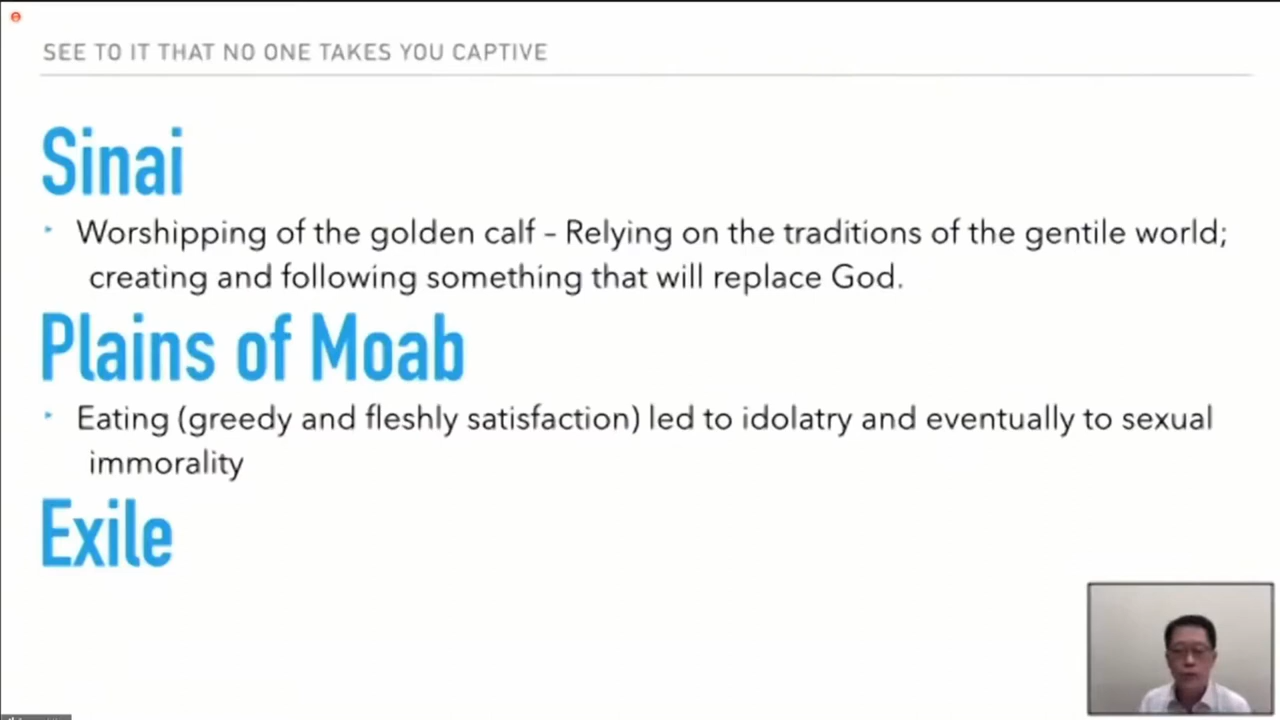 SEE TO IT THAT NO ONE TAKES YOU CAPTIVE
Sinai
‣ Worshipping of the golden calf – Relying on the traditions of the gentile world;
creating and following something that will replace God.
Plains of Moab
‣ Eating (greedy and fleshly satisfaction) led to idolatry and eventually to sexual
immorality
Exile